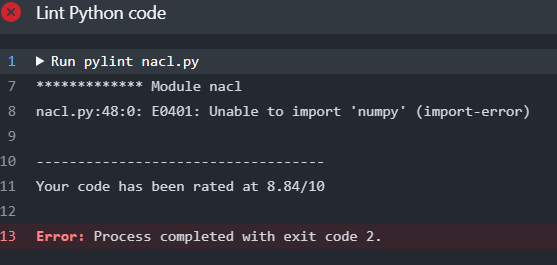 Lint Python code
1 Run pylint nacl.py
7 ************* Module nacl
8 nacl.py:48:0: E0401: Unable to import 'numpy' (import-error)
9
10 -----------------------------------
11 Your code has been rated at 8.84/10
12
13 Error: Process completed with exit code 2.